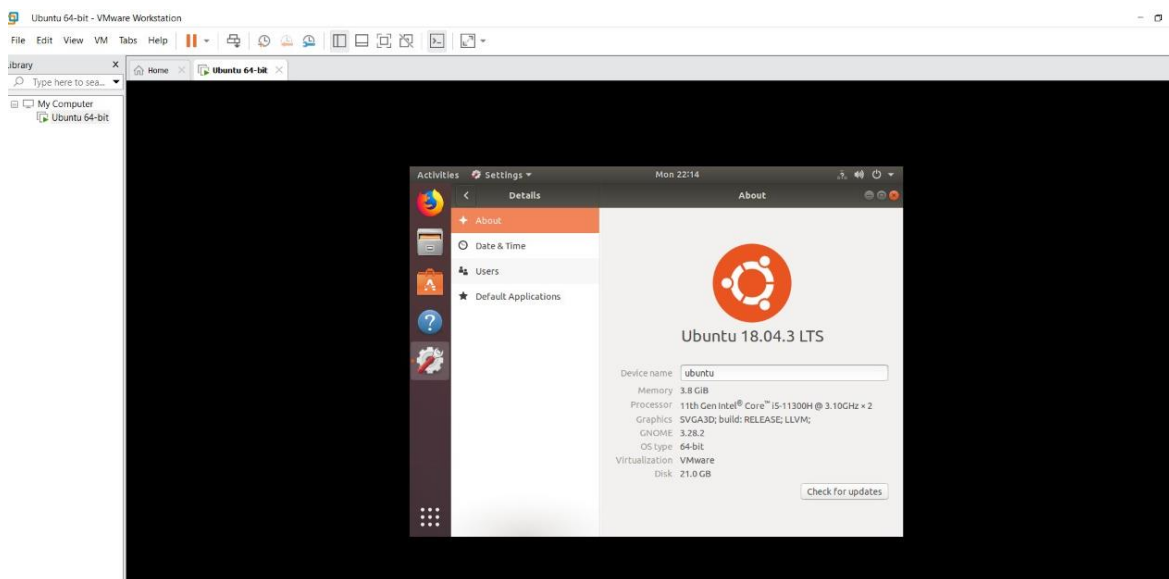 Ubuntu 64-bit - VMware Workstation
File Edit View VM Tabs Help
Library X
Home X Ubuntu 64-bit X
Type here to sea...
My Computer
Ubuntu 64-bit
Activities Settings Mon 22:14
Details About
About
Date & Time
Users
Default Applications
Ubuntu 18.04.3 LTS
Device name ubuntu
Memory 3.8 GiB
Processor 11th Gen Intel® Core™ i5-11300H @ 3.10GHz × 2
Graphics SVGA3D; build: RELEASE; LLVM;
GNOME 3.28.2
OS type 64-bit
Virtualization VMware
Disk 21.0 GB
Check for updates